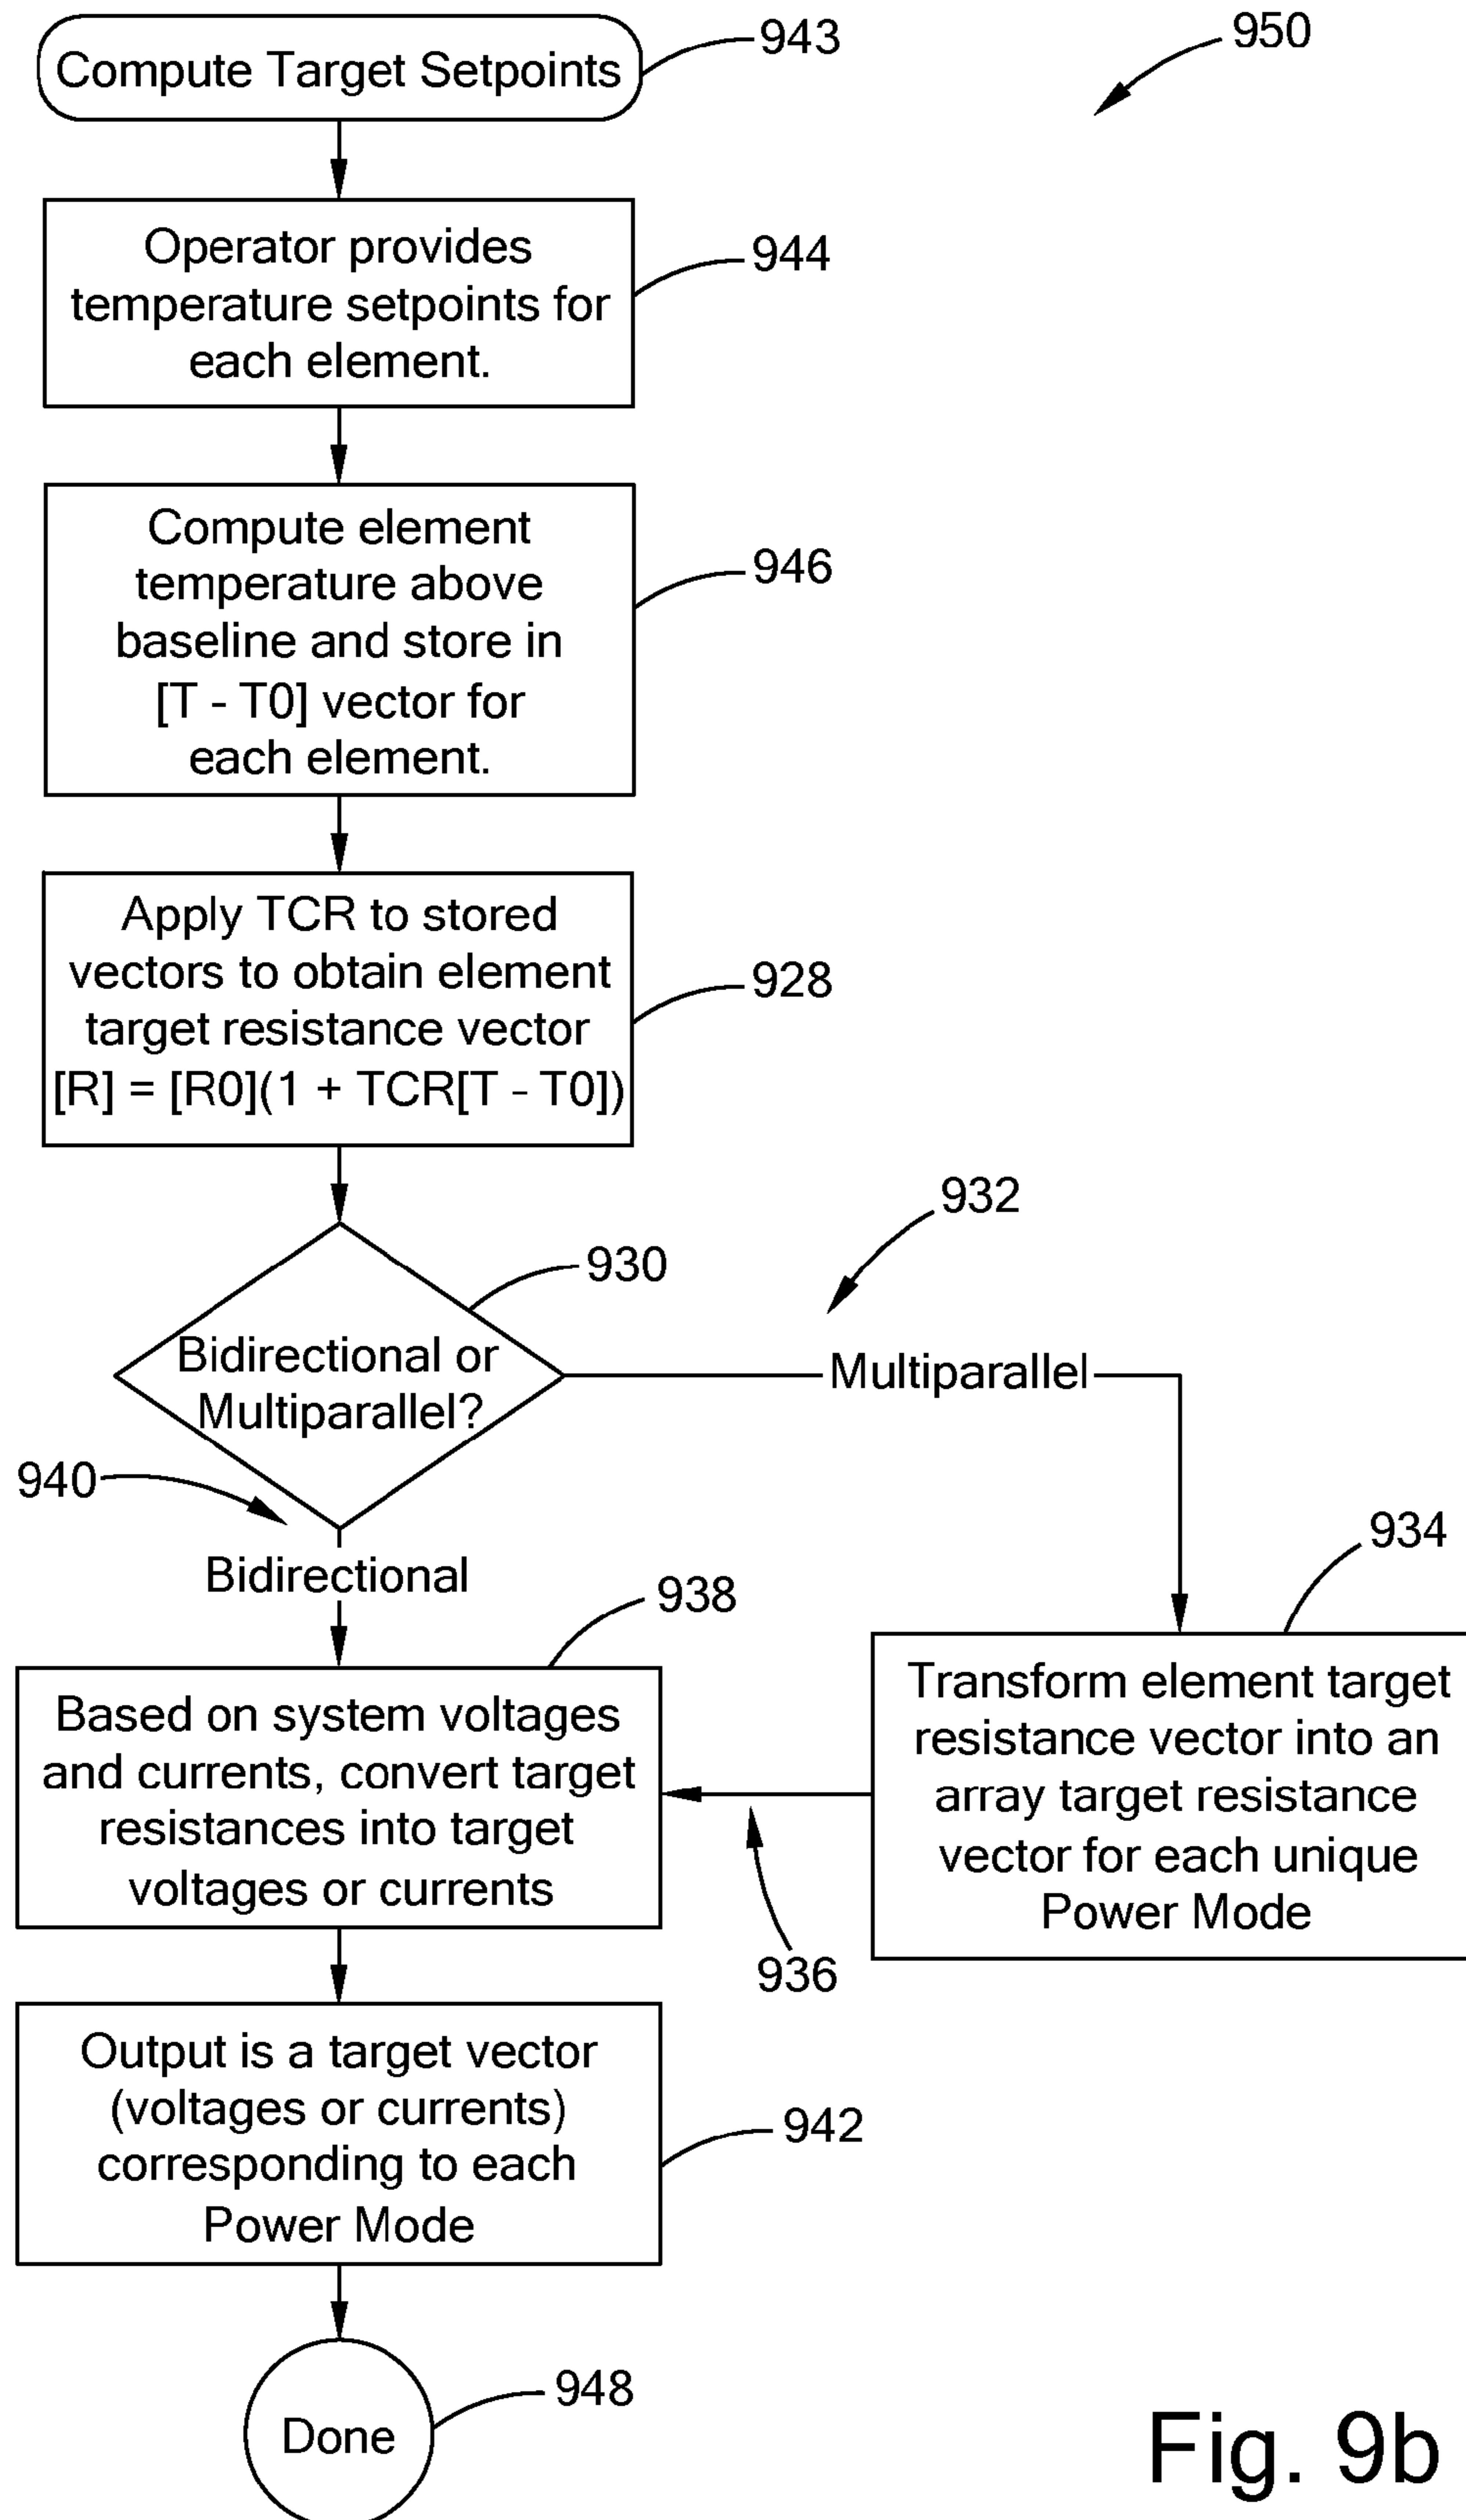 Compute Target Setpoints
943
950
Operator provides
temperature setpoints for
each element.
944
Compute element
temperature above
baseline and store in
[T - T0] vector for
each element.
946
Apply TCR to stored
vectors to obtain element
target resistance vector
[R] = [R0](1 + TCR[T - T0])
928
932
930
Bidirectional or
Multiparallel?
Multiparallel
940
Bidirectional
938
934
Based on system voltages
and currents, convert target
resistances into target
voltages or currents
Transform element target
resistance vector into an
array target resistance
vector for each unique
Power Mode
936
Output is a target vector
(voltages or currents)
corresponding to each
Power Mode
942
Done
948
Fig. 9b